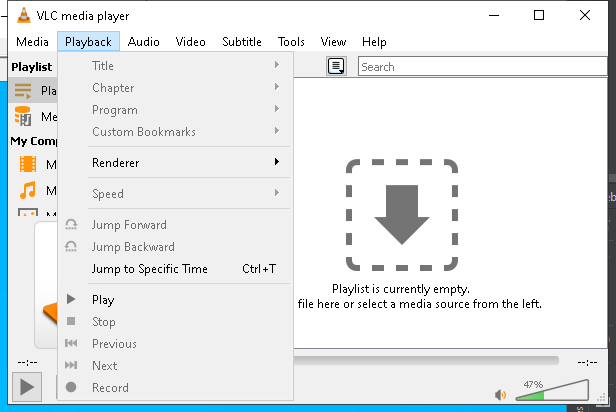 VLC media player
Media Playback Audio Video Subtitle Tools View Help
Playlist
Search
Pla
Me
My Comp
M
M
M
Title
Chapter
Program
Custom Bookmarks
Renderer
Speed
Jump Forward
Jump Backward
Jump to Specific Time Ctrl+T
Play
Stop
Previous
Next
Record
Playlist is currently empty.
file here or select a media source from the left.
--:--
--:--
47%